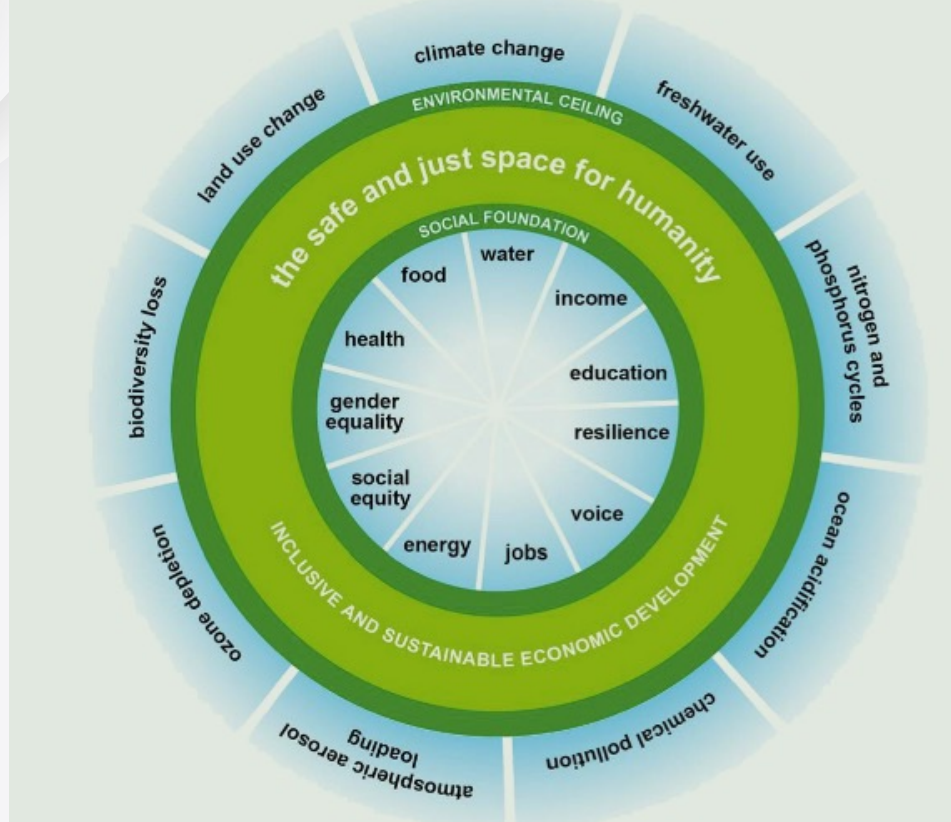 climate change
freshwater use
nitrogen and
phosphorus cycles
ocean acidification
chemical pollution
atmospheric aerosol
loading
ozone depletion
biodiversity loss
land use change
ENVIRONMENTAL CEILING
the safe and just space for humanity
SOCIAL FOUNDATION
water
income
education
resilience
voice
jobs
energy
social
equity
gender
equality
health
food
INCLUSIVE AND SUSTAINABLE ECONOMIC DEVELOPMENT